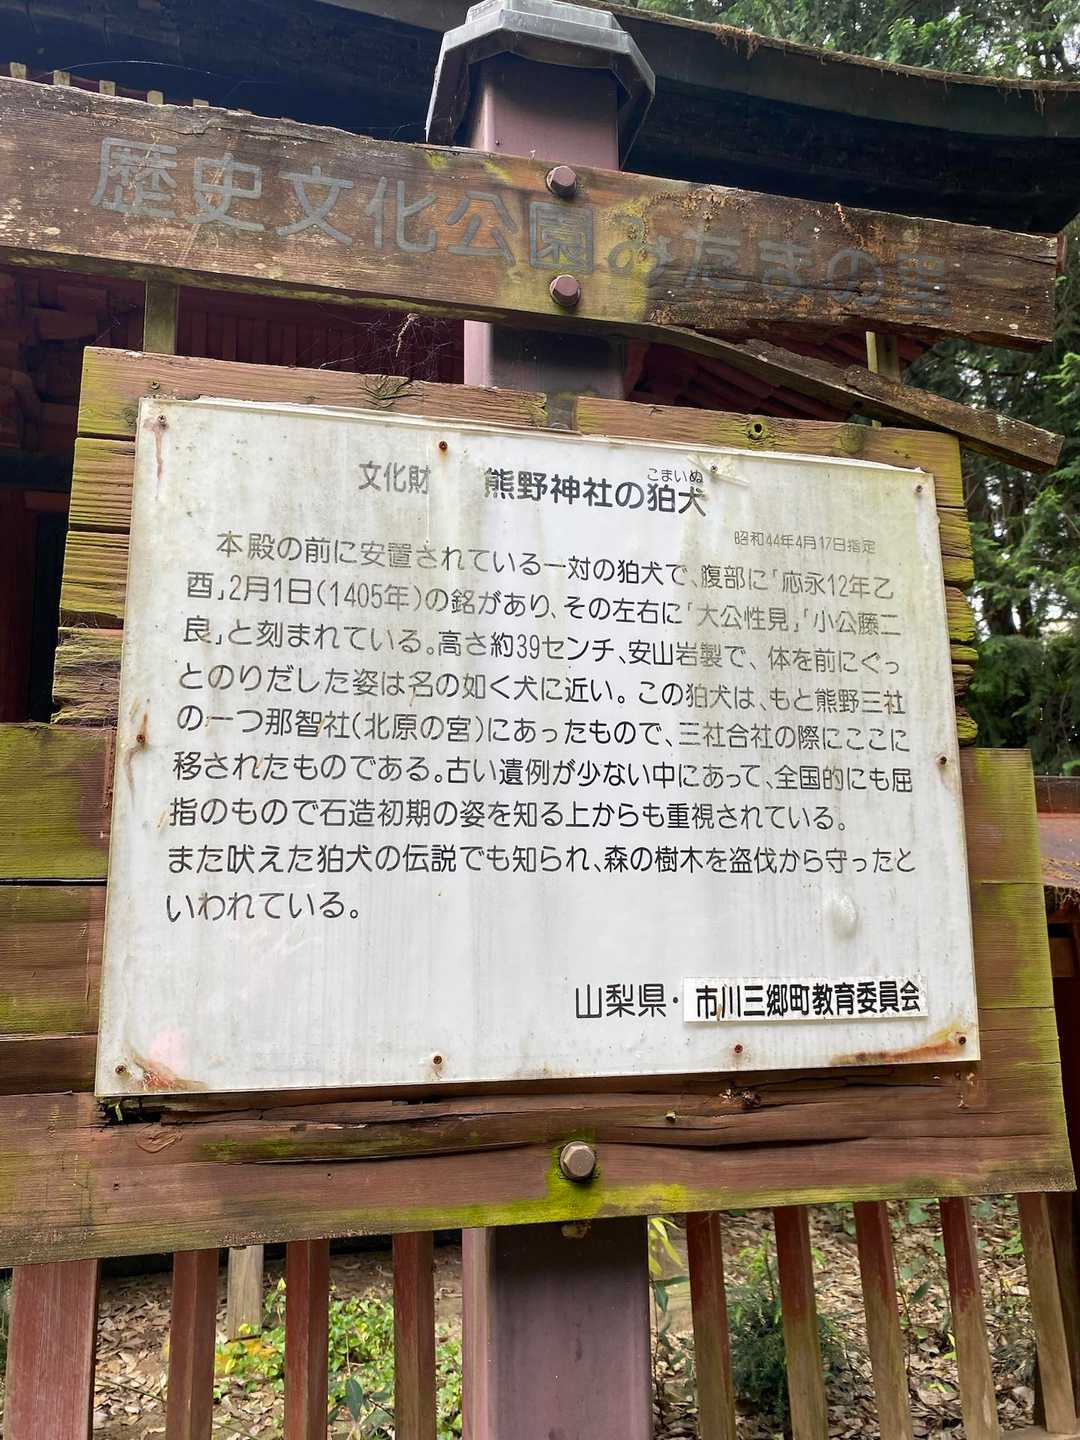 歴史文化公園みたまの里
文化財 熊野神社の狛犬
こまいぬ
昭和44年4月17日指定
本殿の前に安置されている一対の狛犬で、腹部に「応永12年乙
酉」2月1日(1405年)の銘があり、その左右に「大公性見」「小公藤二
良」と刻まれている。高さ約39センチ、安山岩製で、体を前にぐっ
とのりだした姿は名の如く犬に近い。この狛犬は、もと熊野三社
の一つ那智社(北原の宮)にあったもので、三社合社の際にここに
移されたものである。古い遺例が少ない中にあって、全国的にも屈
指のもので石造初期の姿を知る上からも重視されている。
また吠えた狛犬の伝説でも知られ、森の樹木を盗伐から守ったと
いわれている。
山梨県・市川三郷町教育委員会